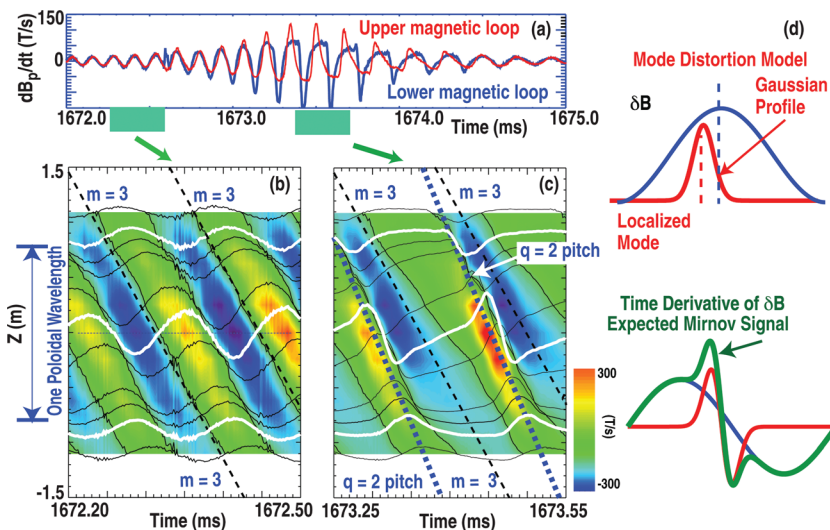 150
0
dBp/dt (T/s)
Upper magnetic loop
(a)
Lower magnetic loop
1672.0
1673.0
1674.0
Time (ms)
1675.0
1.5
-1.5
Z (m)
One Poloidal Wavelength
m = 3
(b)
m = 3
1672.20
Time (ms)
1672.50
m = 3
(c)
m = 3
q = 2 pitch
q = 2 pitch
m = 3
1673.25
Time (ms)
1673.55
300
(T/s)
-300
(d)
Mode Distortion Model
δB
Gaussian
Profile
Localized
Mode
Time Derivative of δB
Expected Mirnov Signal